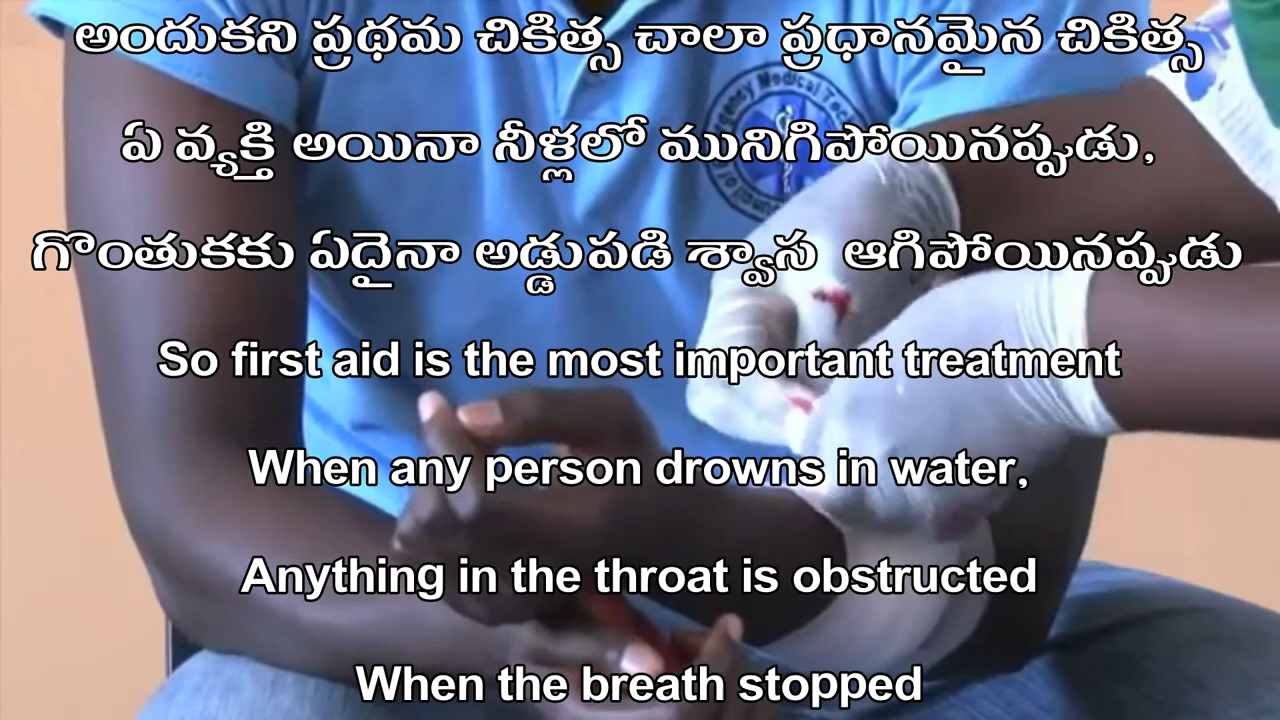 అందుకని ప్రథమ చికిత్స చాలా ప్రధానమైన చికిత్స
ఏ వ్యక్తి అయినా నీళ్లలో మునిగిపోయినప్పుడు,
గొంతుకకు ఏదైనా అడ్డుపడి శ్వాస ఆగిపోయినప్పుడు
So first aid is the most important treatment
When any person drowns in water,
Anything in the throat is obstructed
When the breath stopped
Medical